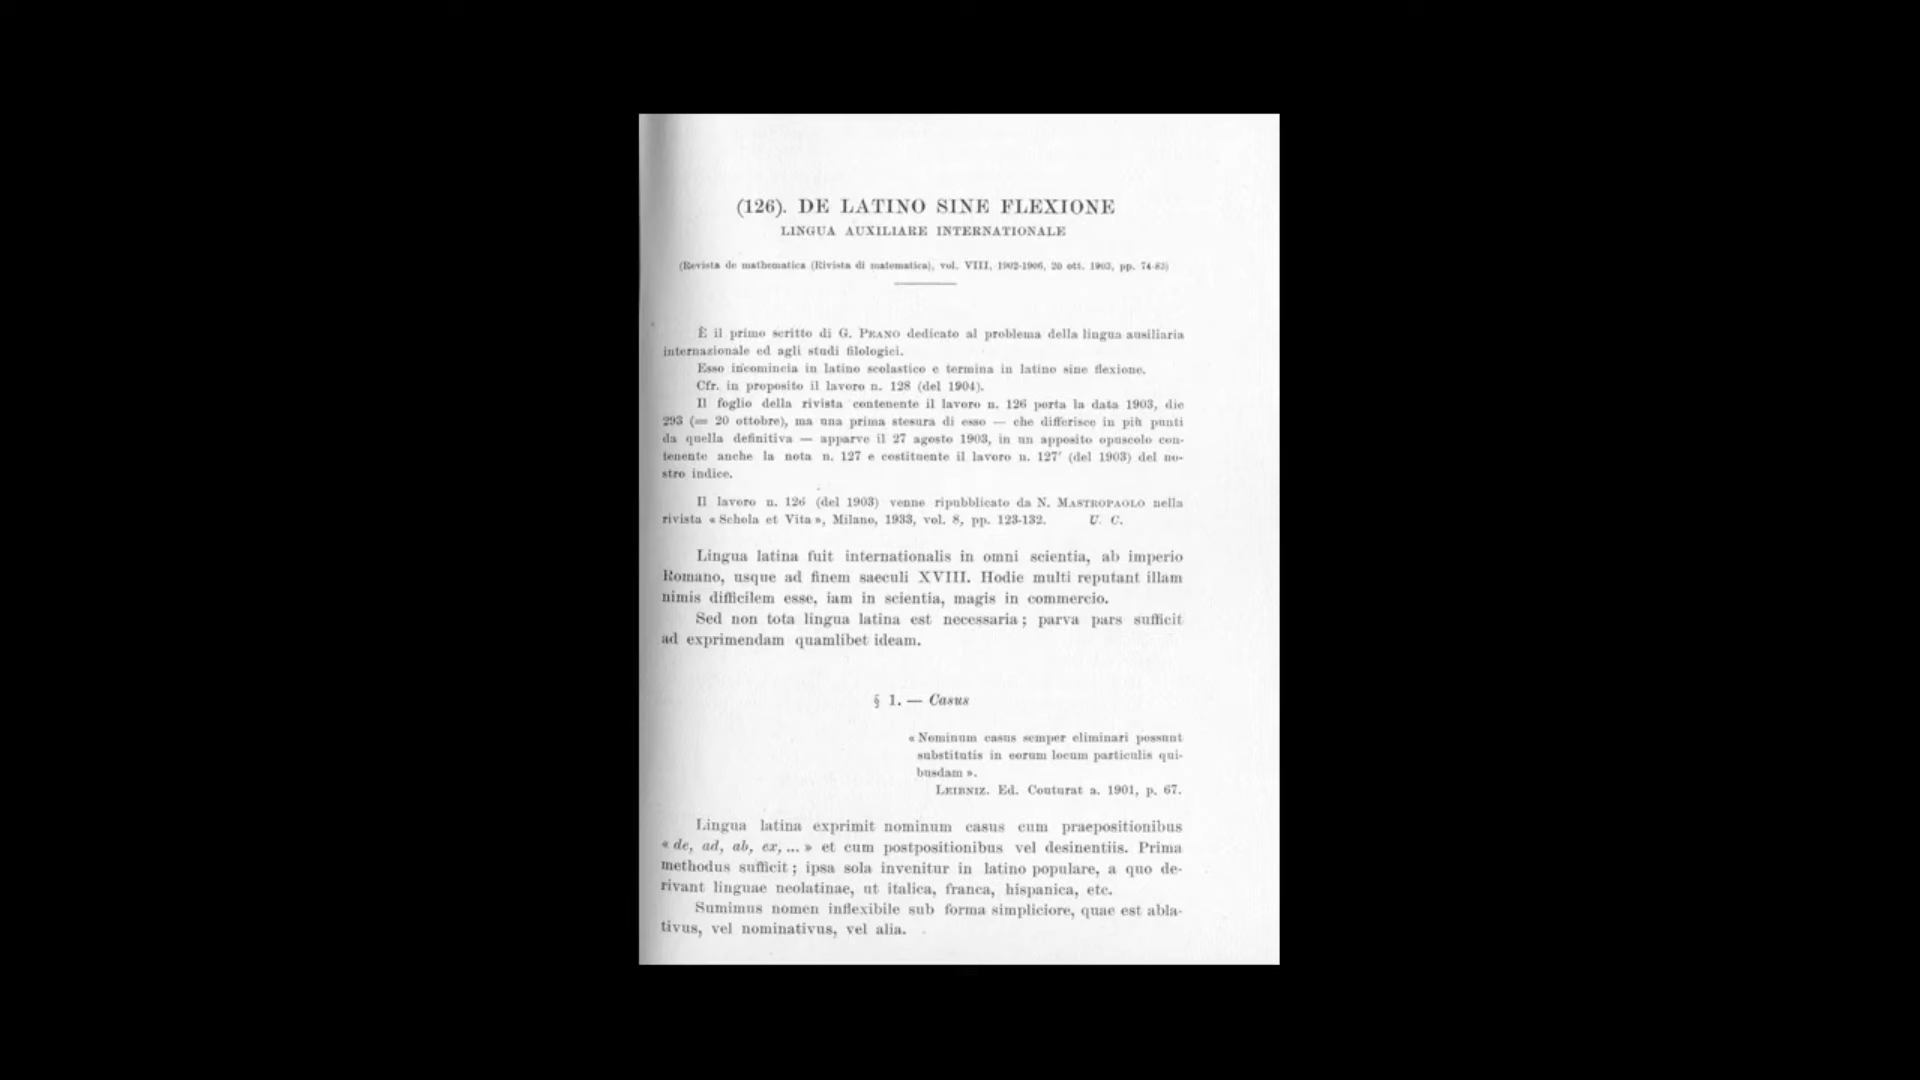 (126). DE LATINO SINE FLEXIONE
LINGUA AUXILIARE INTERNATIONALE
(Revista de mathematica (Rivista di matematica), vol. VIII, 1902-1906, 20 ott. 1903, pp. 74-83)
È il primo scritto di G. PEANO dedicato al problema della lingua ausiliaria
internazionale ed agli studi filologici.
Esso incomincia in latino scolastico e termina in latino sine flexione.
Cfr. in proposito il lavoro n. 128 (del 1904).
Il foglio della rivista contenente il lavoro n. 126 porta la data 1903, die
293 (= 20 ottobre), ma una prima stesura di esso — che differisce in più punti
da quella definitiva — apparve il 27 agosto 1903, in un apposito opuscolo con-
tenente anche la nota n. 127 e costituente il lavoro n. 127' (del 1903) del no-
stro indice.
Il lavoro n. 126 (del 1903) venne ripubblicato da N. MASTROPAOLO nella
rivista « Schola et Vita », Milano, 1933, vol. 8, pp. 123-132. U. C.
Lingua latina fuit internationalis in omni scientia, ab imperio
Romano, usque ad finem saeculi XVIII. Hodie multi reputant illam
nimis difficilem esse, iam in scientia, magis in commercio.
Sed non tota lingua latina est necessaria; parva pars sufficit
ad exprimendam quamlibet ideam.
§ 1. — Casus
« Nominum casus semper eliminari possunt
substitutis in eorum locum particulis qui-
busdam ».
LEIBNIZ. Ed. Couturat a. 1901, p. 67.
Lingua latina exprimit nominum casus cum praepositionibus
« de, ad, ab, ex, ... » et cum postpositionibus vel desinentiis. Prima
methodus sufficit; ipsa sola invenitur in latino populare, a quo de-
rivant linguae neolatinae, ut italica, franca, hispanica, etc.
Sumimus nomen inflexibile sub forma simpliciore, quae est abla-
tivus, vel nominativus, vel alia.